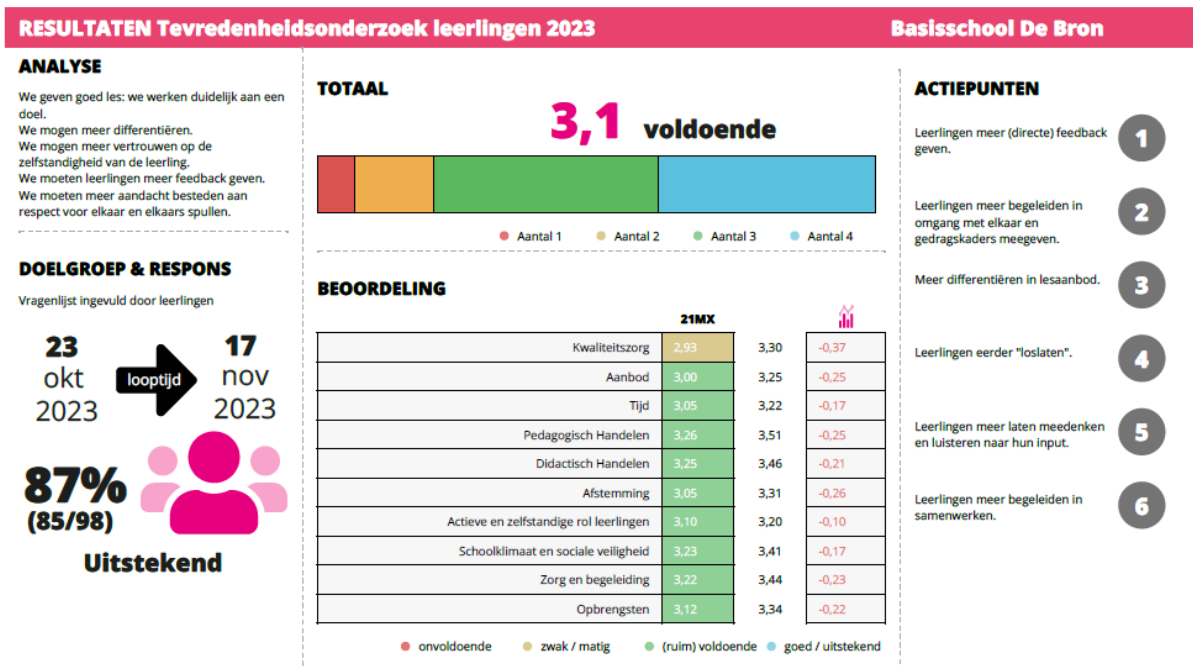 RESULTATEN Tevredenheidsonderzoek leerlingen 2023
Basisschool De Bron
ANALYSE
We geven goed les: we werken duidelijk aan een
doel.
We mogen meer differentiëren.
We mogen meer vertrouwen op de
zelfstandigheid van de leerling.
We moeten leerlingen meer feedback geven.
We moeten meer aandacht besteden aan
respect voor elkaar en elkaars spullen.
DOELGROEP & RESPONS
Vragenlijst ingevuld door leerlingen
23
okt
2023
looptijd
17
nov
2023
87%
(85/98)
Uitstekend
TOTAAL
3,1 voldoende
Aantal 1 Aantal 2 Aantal 3 Aantal 4
BEOORDELING
21MX
Kwaliteitszorg 2,93 3,30 -0,37
Aanbod 3,00 3,25 -0,25
Tijd 3,05 3,22 -0,17
Pedagogisch Handelen 3,26 3,51 -0,25
Didactisch Handelen 3,25 3,46 -0,21
Afstemming 3,05 3,31 -0,26
Actieve en zelfstandige rol leerlingen 3,10 3,20 -0,10
Schoolklimaat en sociale veiligheid 3,23 3,41 -0,17
Zorg en begeleiding 3,22 3,44 -0,23
Opbrengsten 3,12 3,34 -0,22
onvoldoende zwak / matig (ruim) voldoende goed / uitstekend
ACTIEPUNTEN
Leerlingen meer (directe) feedback
geven.
1
Leerlingen meer begeleiden in
omgang met elkaar en
gedragskaders meegeven.
2
Meer differentiëren in lesaanbod.
3
Leerlingen eerder "loslaten".
4
Leerlingen meer laten meedenken
en luisteren naar hun input.
5
Leerlingen meer begeleiden in
samenwerken.
6